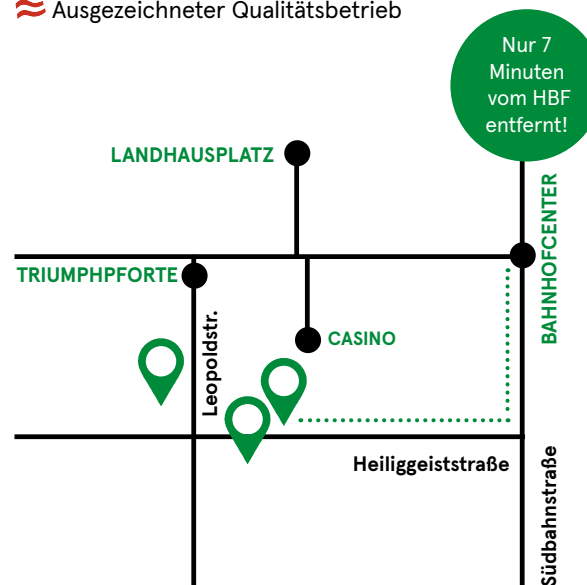 Ausgezeichneter Qualitätsbetrieb
Nur 7
Minuten
vom HBF
entfernt!
LANDHAUSPLATZ
BAHNHOFCENTER
TRIUMPHPFORTE
Leopoldstr.
CASINO
Heiliggeiststraße
Südbahnstraße